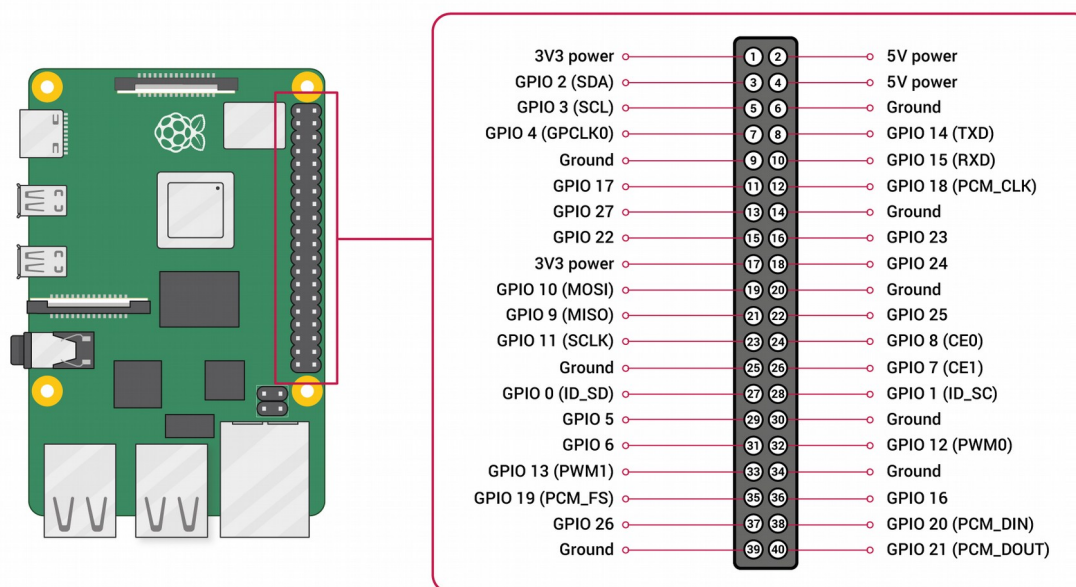 3V3 power 1 2 5V power
GPIO 2 (SDA) 3 4 5V power
GPIO 3 (SCL) 5 6 Ground
GPIO 4 (GPCLK0) 7 8 GPIO 14 (TXD)
Ground 9 10 GPIO 15 (RXD)
GPIO 17 11 12 GPIO 18 (PCM_CLK)
GPIO 27 13 14 Ground
GPIO 22 15 16 GPIO 23
3V3 power 17 18 GPIO 24
GPIO 10 (MOSI) 19 20 Ground
GPIO 9 (MISO) 21 22 GPIO 25
GPIO 11 (SCLK) 23 24 GPIO 8 (CE0)
Ground 25 26 GPIO 7 (CE1)
GPIO 0 (ID_SD) 27 28 GPIO 1 (ID_SC)
GPIO 5 29 30 Ground
GPIO 6 31 32 GPIO 12 (PWM0)
GPIO 13 (PWM1) 33 34 Ground
GPIO 19 (PCM_FS) 35 36 GPIO 16
GPIO 26 37 38 GPIO 20 (PCM_DIN)
Ground 39 40 GPIO 21 (PCM_DOUT)